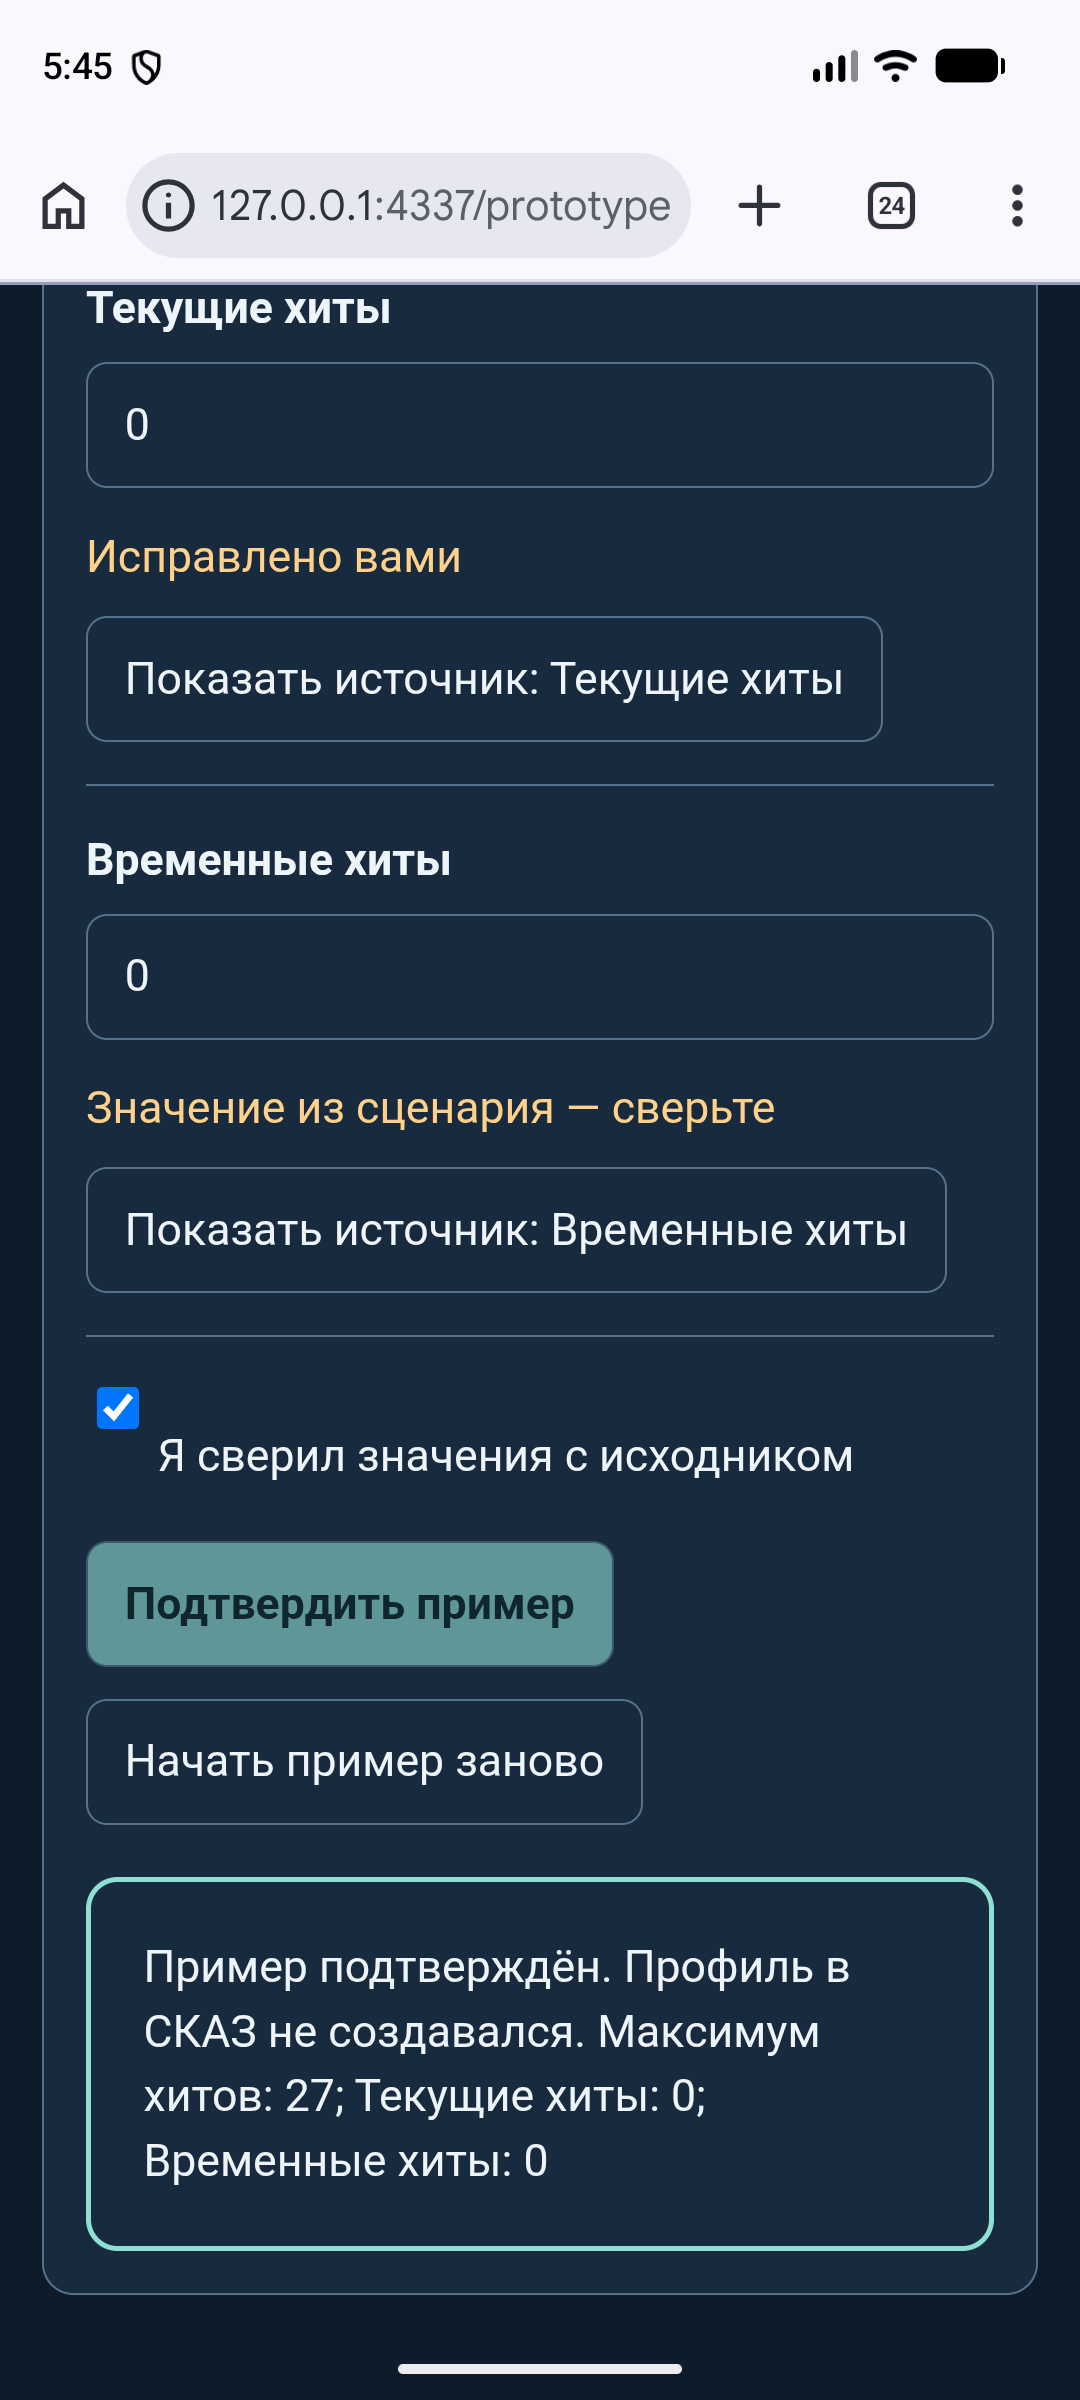 5:45
127.0.0.1:4337/prototype
24
Текущие хиты
0
Исправлено вами
Показать источник: Текущие хиты
Временные хиты
0
Значение из сценария — сверьте
Показать источник: Временные хиты
Я сверил значения с исходником
Подтвердить пример
Начать пример заново
Пример подтверждён. Профиль в
СКАЗ не создавался. Максимум
хитов: 27; Текущие хиты: 0;
Временные хиты: 0